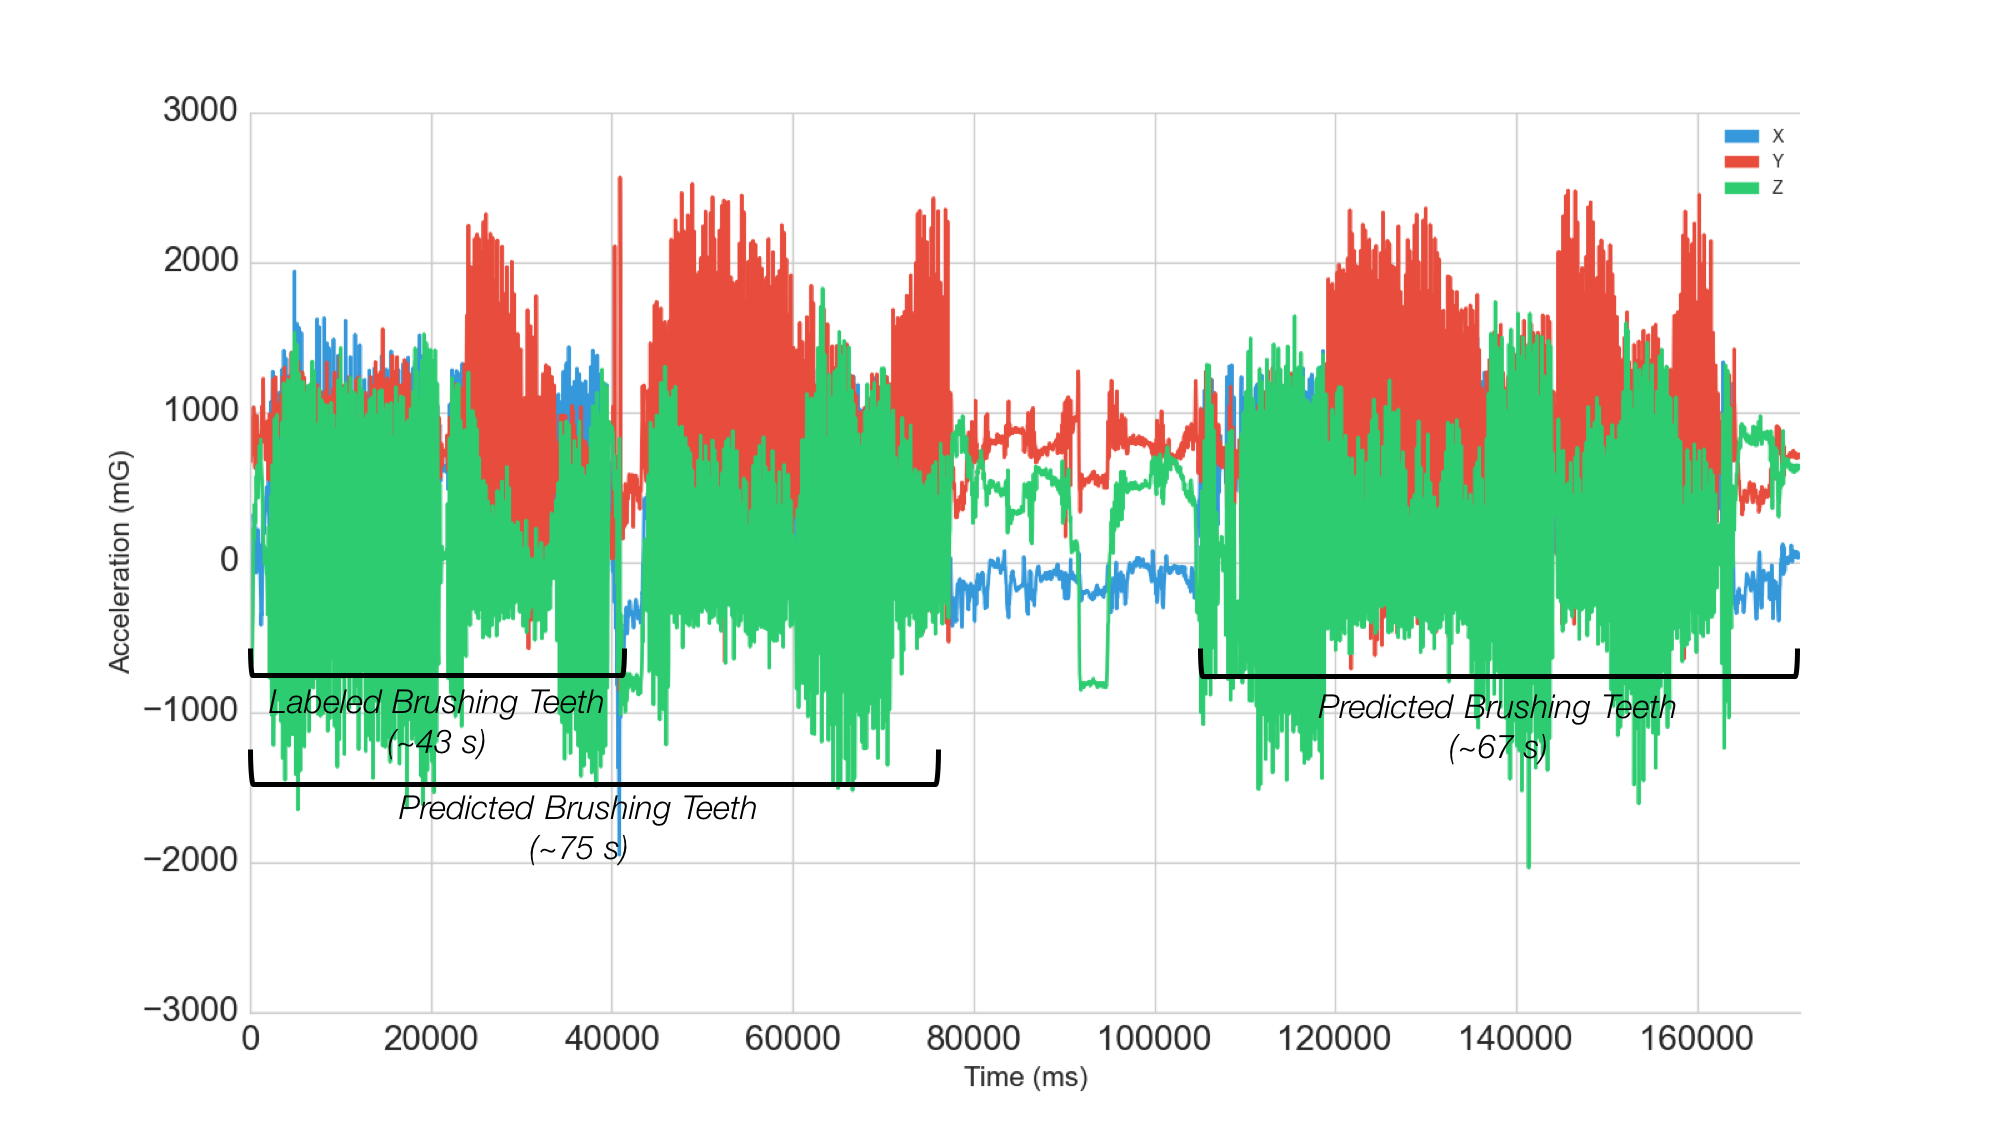 3000
2000
1000
0
−1000
−2000
−3000
Acceleration (mG)
X
Y
Z
Labeled Brushing Teeth
(~43 s)
Predicted Brushing Teeth
(~75 s)
Predicted Brushing Teeth
(~67 s)
0 20000 40000 60000 80000 100000 120000 140000 160000
Time (ms)